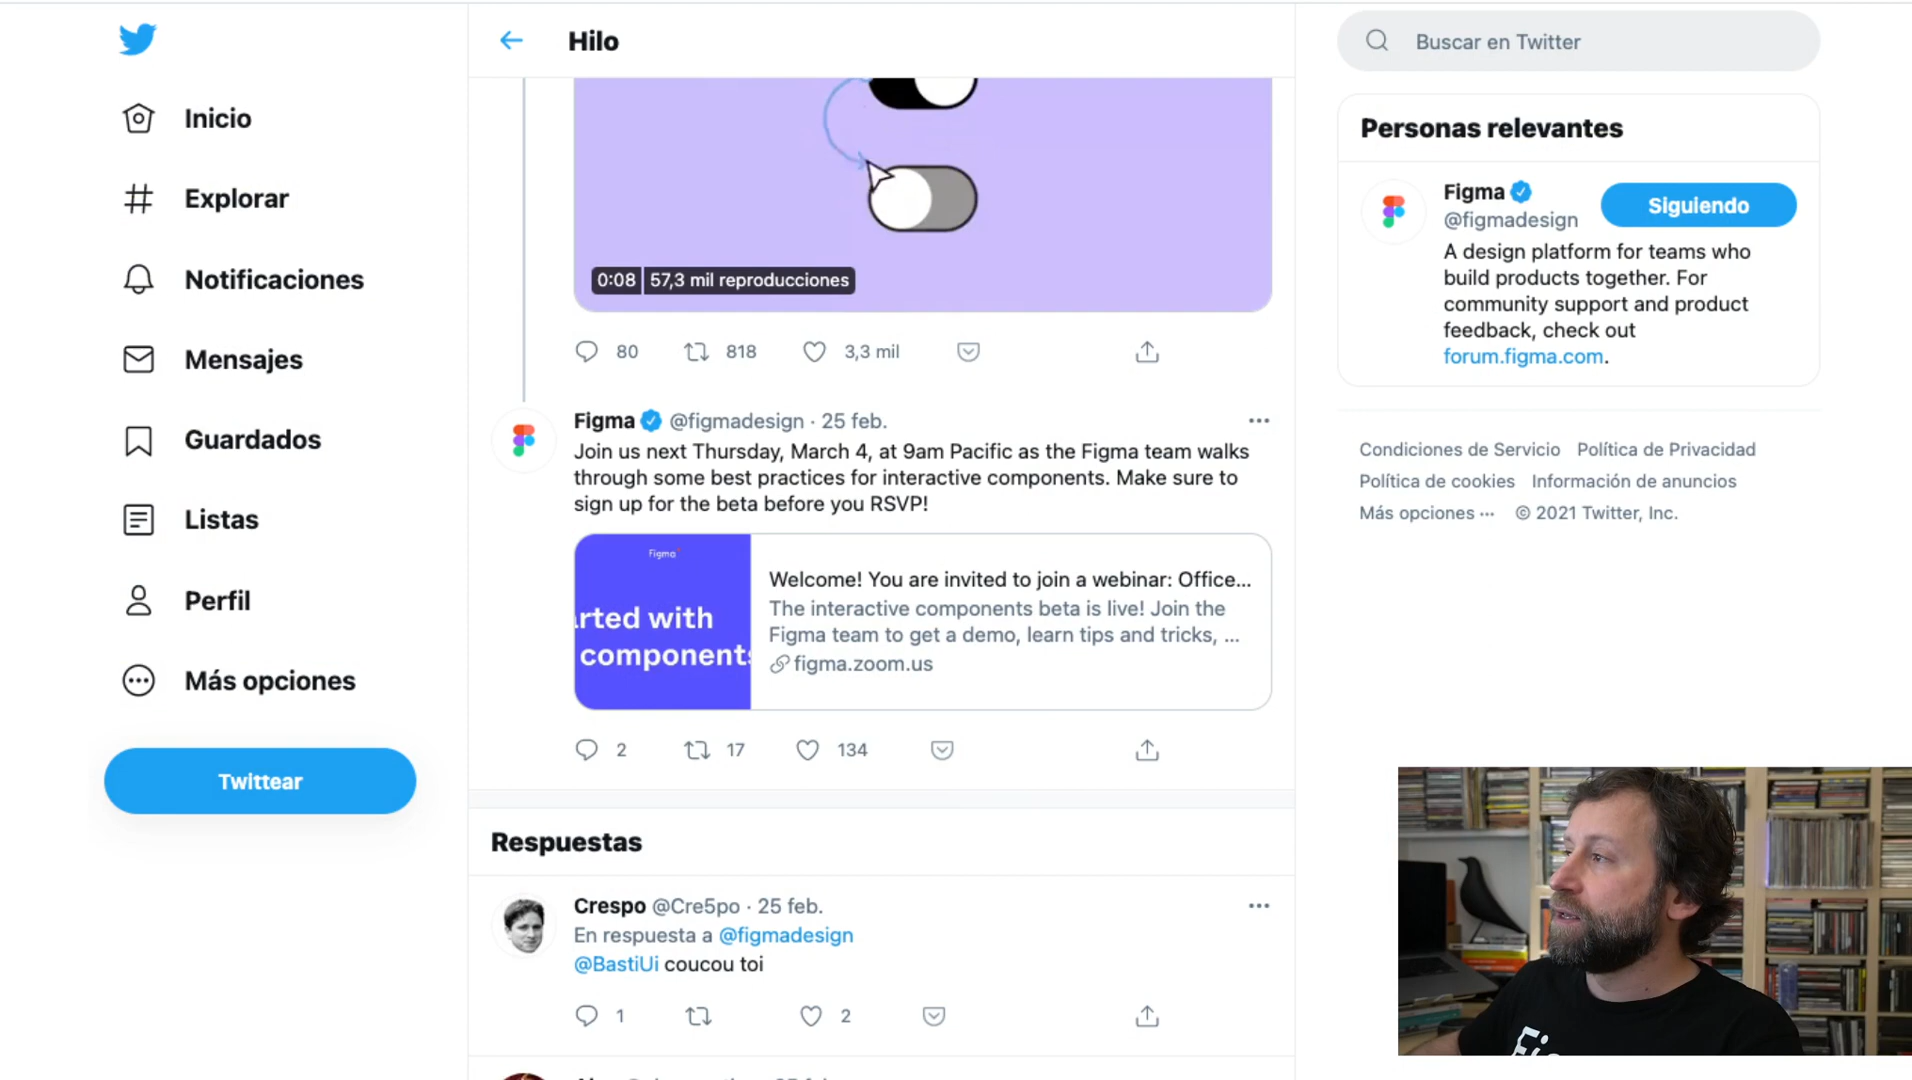 Inicio
Explorar
Notificaciones
Mensajes
Guardados
Listas
Perfil
Más opciones
Twittear
Hilo
0:08 57,3 mil reproducciones
80 818 3,3 mil
Figma @figmadesign · 25 feb.
Join us next Thursday, March 4, at 9am Pacific as the Figma team walks
through some best practices for interactive components. Make sure to
sign up for the beta before you RSVP!
Figma
rted with
components
Welcome! You are invited to join a webinar: Office...
The interactive components beta is live! Join the
Figma team to get a demo, learn tips and tricks, ...
figma.zoom.us
2 17 134
Respuestas
Crespo @Cre5po · 25 feb.
En respuesta a @figmadesign
@BastiUi coucou toi
1 2
Buscar en Twitter
Personas relevantes
Figma
Siguiendo
@figmadesign
A design platform for teams who
build products together. For
community support and product
feedback, check out
forum.figma.com.
Condiciones de Servicio Política de Privacidad
Política de cookies Información de anuncios
Más opciones ··· © 2021 Twitter, Inc.